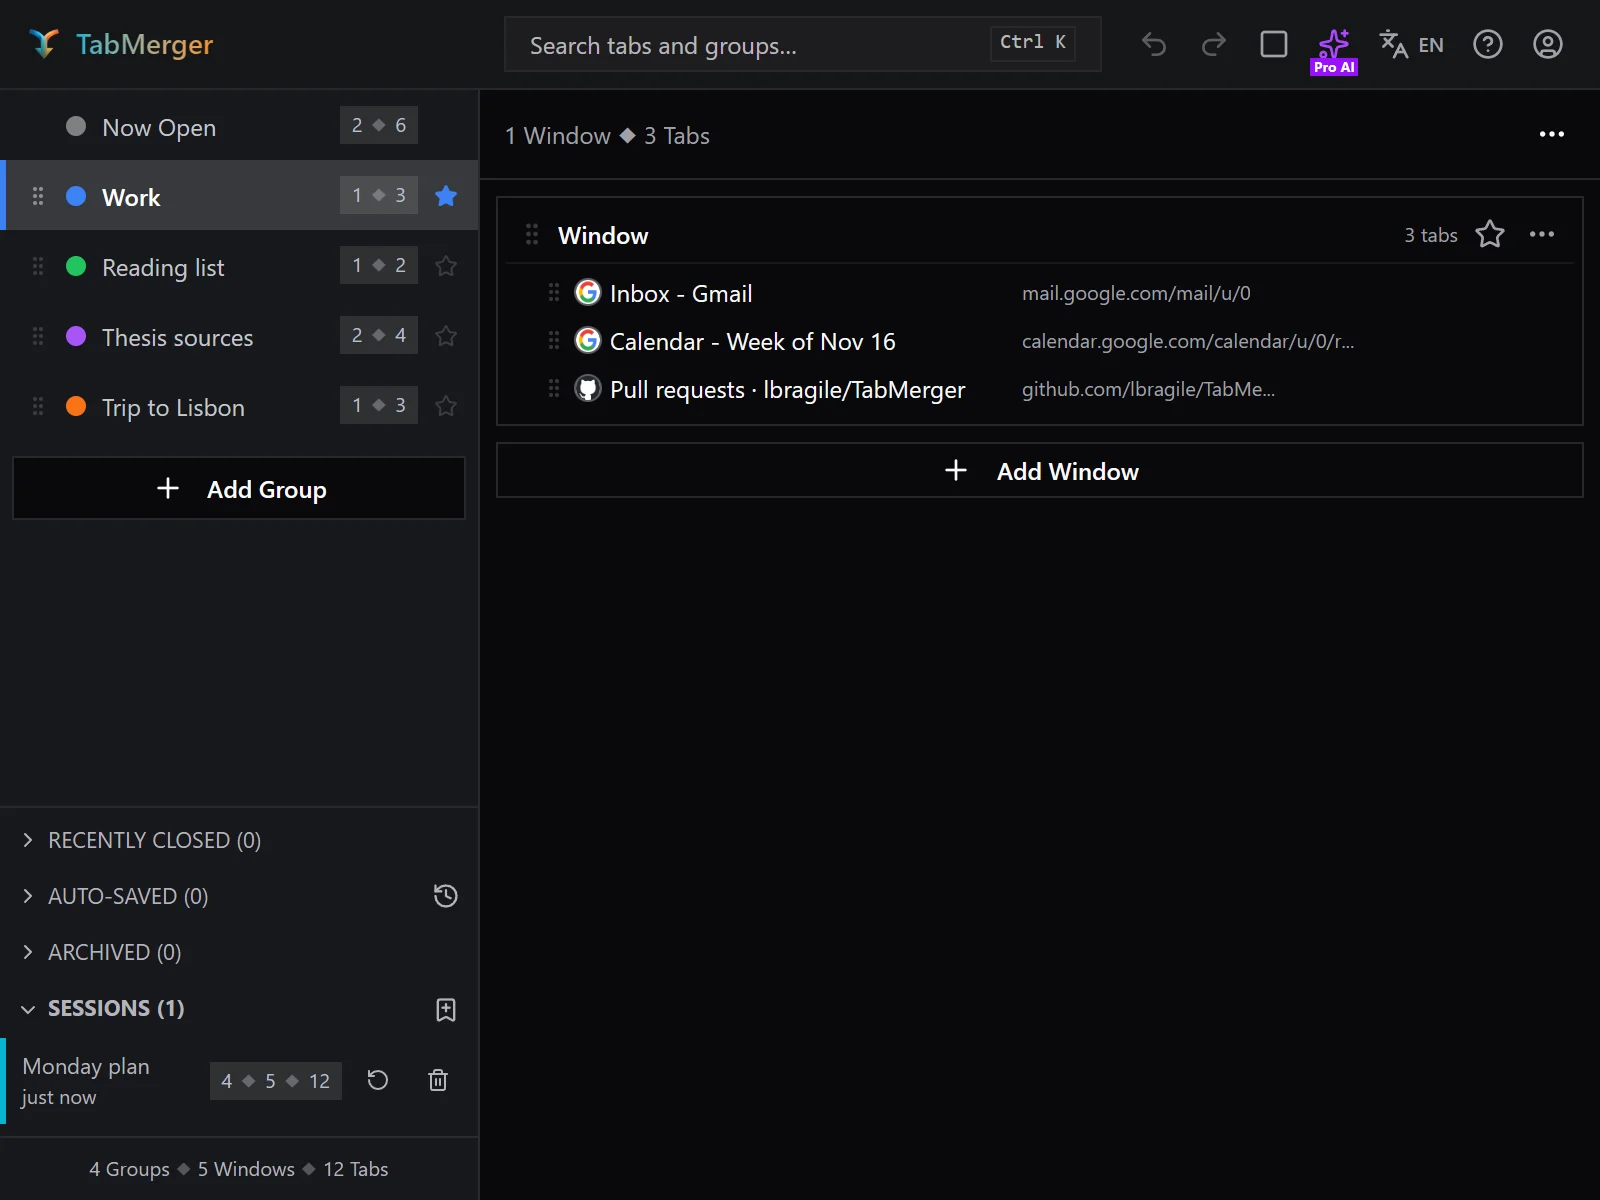 TabMerger
Search tabs and groups...
Ctrl K
Pro AI
EN
Now Open
2 ◆ 6
Work
1 ◆ 3
Reading list
1 ◆ 2
Thesis sources
2 ◆ 4
Trip to Lisbon
1 ◆ 3
Add Group
RECENTLY CLOSED (0)
AUTO-SAVED (0)
ARCHIVED (0)
SESSIONS (1)
Monday plan
just now
4 ◆ 5 ◆ 12
4 Groups ◆ 5 Windows ◆ 12 Tabs
1 Window ◆ 3 Tabs
Window
3 tabs
Inbox - Gmail
mail.google.com/mail/u/0
Calendar - Week of Nov 16
calendar.google.com/calendar/u/0/r...
Pull requests · lbragile/TabMerger
github.com/lbragile/TabMe...
Add Window